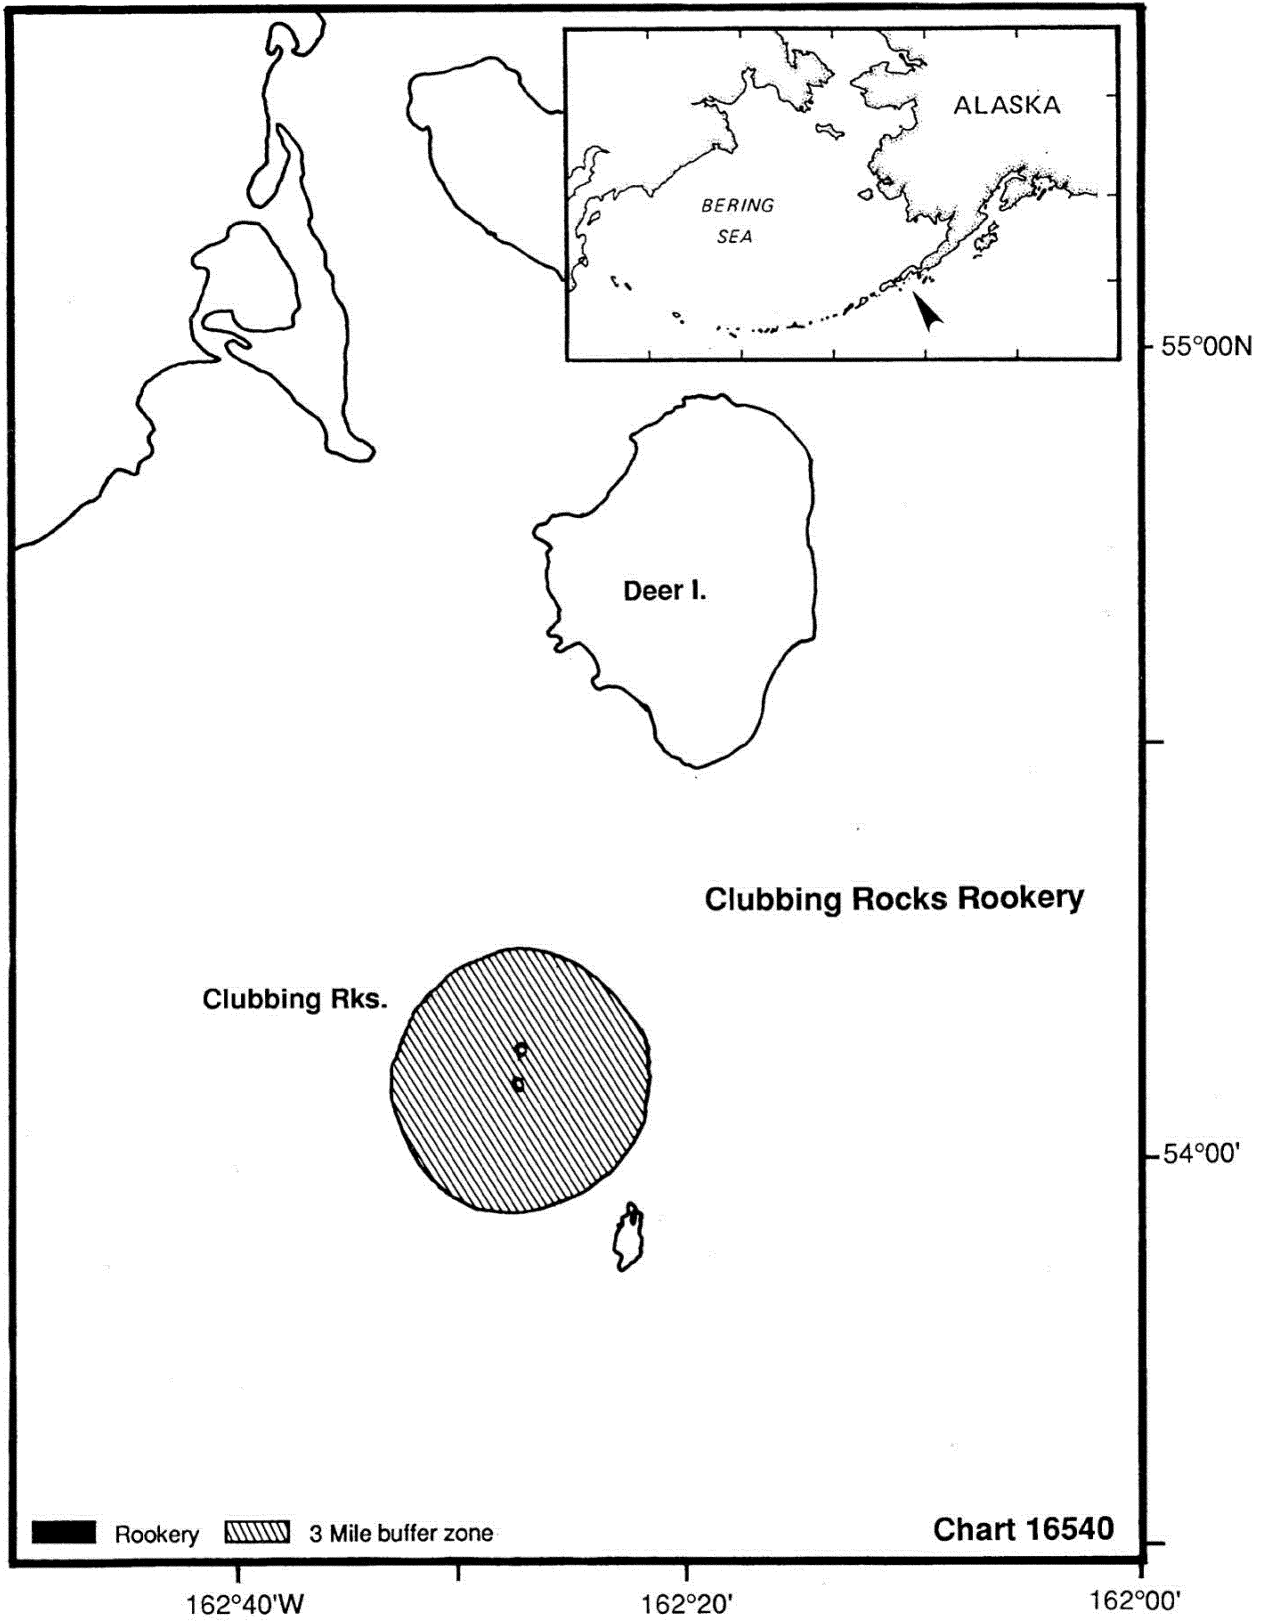 ALASKA
BERING
SEA
55°00N
Deer I.
Clubbing Rocks Rookery
Clubbing Rks.
54°00'
Rookery
3 Mile buffer zone
Chart 16540
162°40'W
162°20'
162°00'